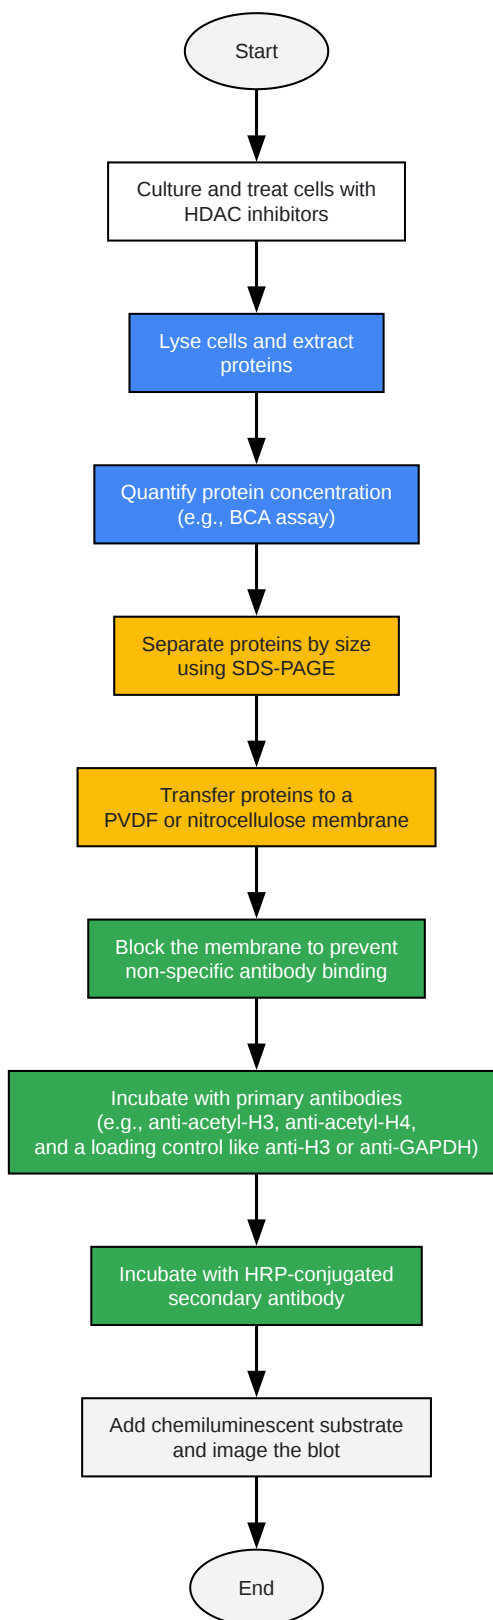 Start
Culture and treat cells with
HDAC inhibitors
Lyse cells and extract
proteins
Quantify protein concentration
(e.g., BCA assay)
Separate proteins by size
using SDS-PAGE
Transfer proteins to a
PVDF or nitrocellulose membrane
Block the membrane to prevent
non-specific antibody binding
Incubate with primary antibodies
(e.g., anti-acetyl-H3, anti-acetyl-H4,
and a loading control like anti-H3 or anti-GAPDH)
Incubate with HRP-conjugated
secondary antibody
Add chemiluminescent substrate
and image the blot
End